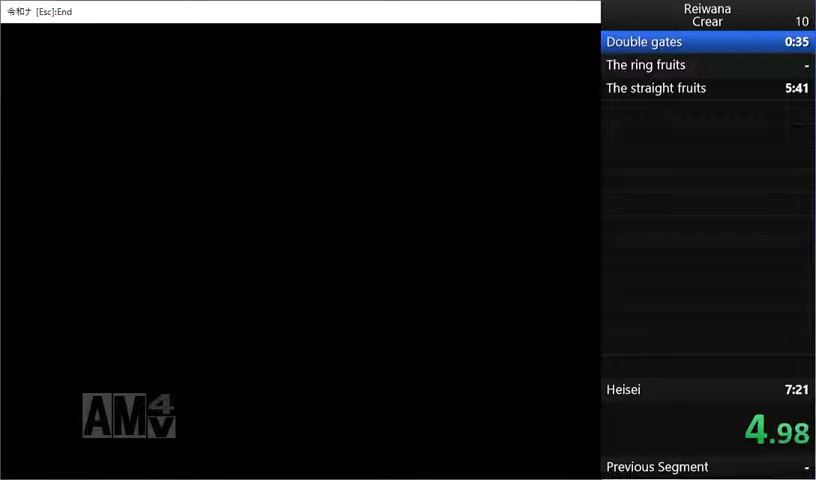 令和ナ [Esc]:End
Reiwana
Crear 10
Double gates 0:35
The ring fruits -
The straight fruits 5:41
AM4V
Heisei 7:21
4.98
Previous Segment -